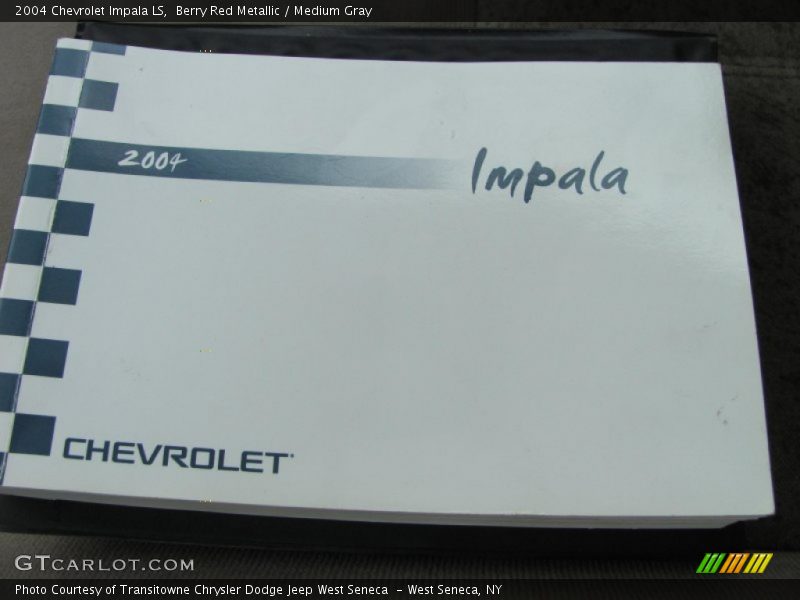 2004 Chevrolet Impala LS,  Berry Red Metallic / Medium Gray
2004
Impala
CHEVROLET
GTCARLOT.COM
Photo Courtesy of Transitowne Chrysler Dodge Jeep West Seneca  - West Seneca, NY